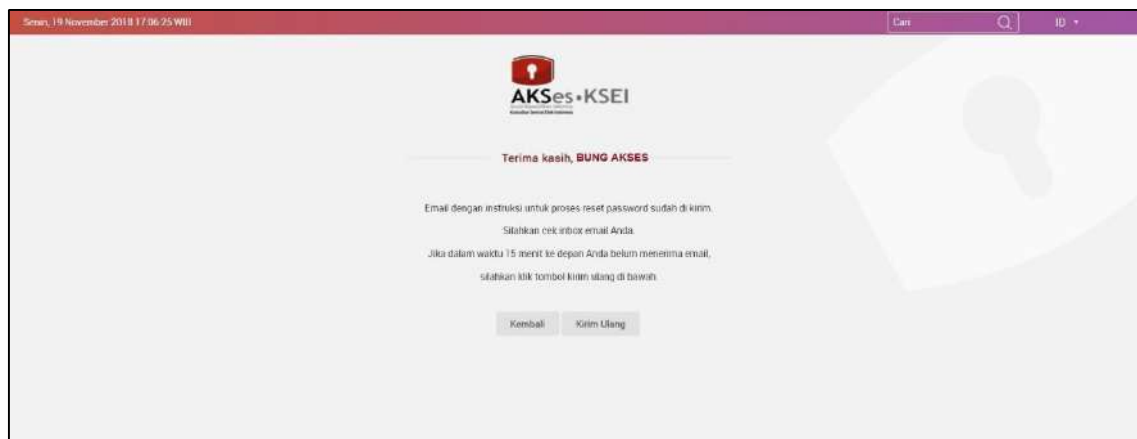 Senin, 19 November 2018 17:06:25 WIB
Cari
ID
AKSes•KSEI
Terima kasih, BUNG AKSES
Email dengan instruksi untuk proses reset password sudah di kirim.
Silahkan cek inbox email Anda.
Jika dalam waktu 15 menit ke depan Anda belum menerima email,
silahkan klik tombol kirim ulang di bawah.
Kembali
Kirim Ulang